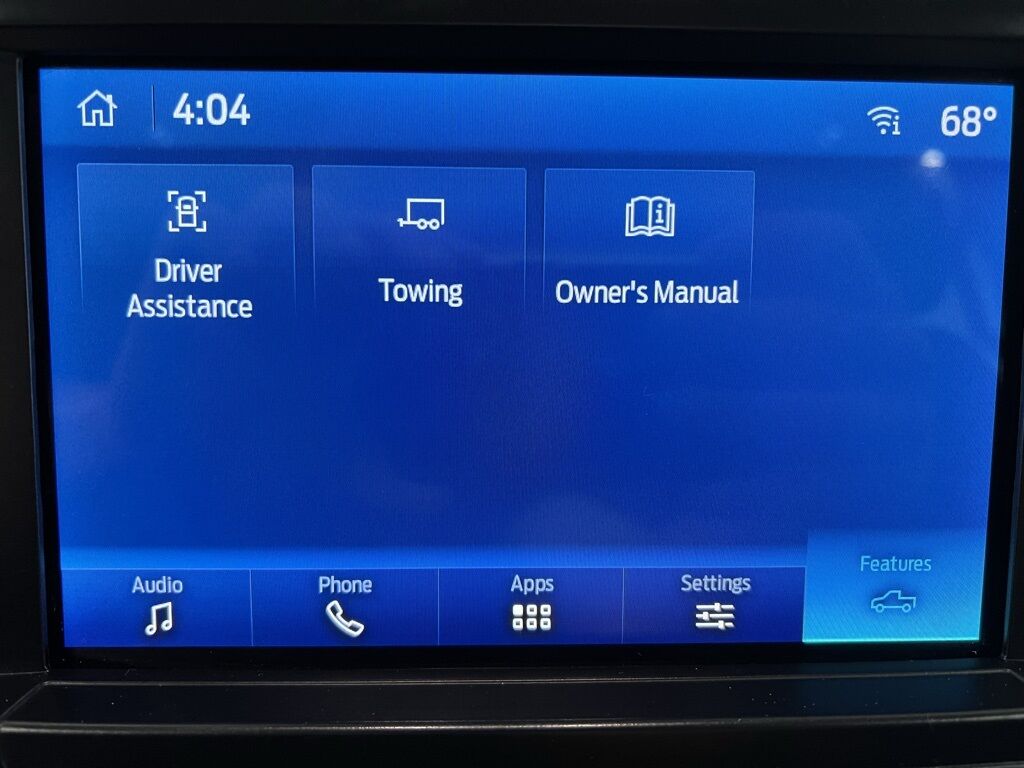 4:04
68°
Driver
Assistance
Towing
Owner's Manual
Audio
Phone
Apps
Settings
Features